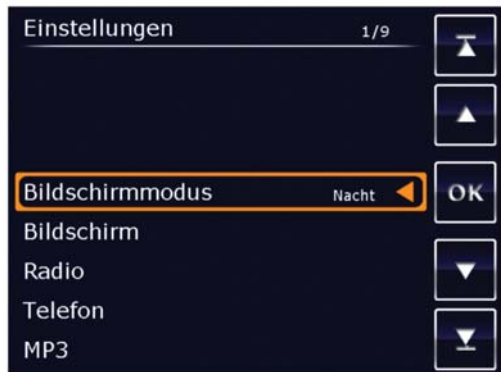 Einstellungen 1/9
Bildschirmmodus Nacht
OK
Bildschirm
Radio
Telefon
MP3